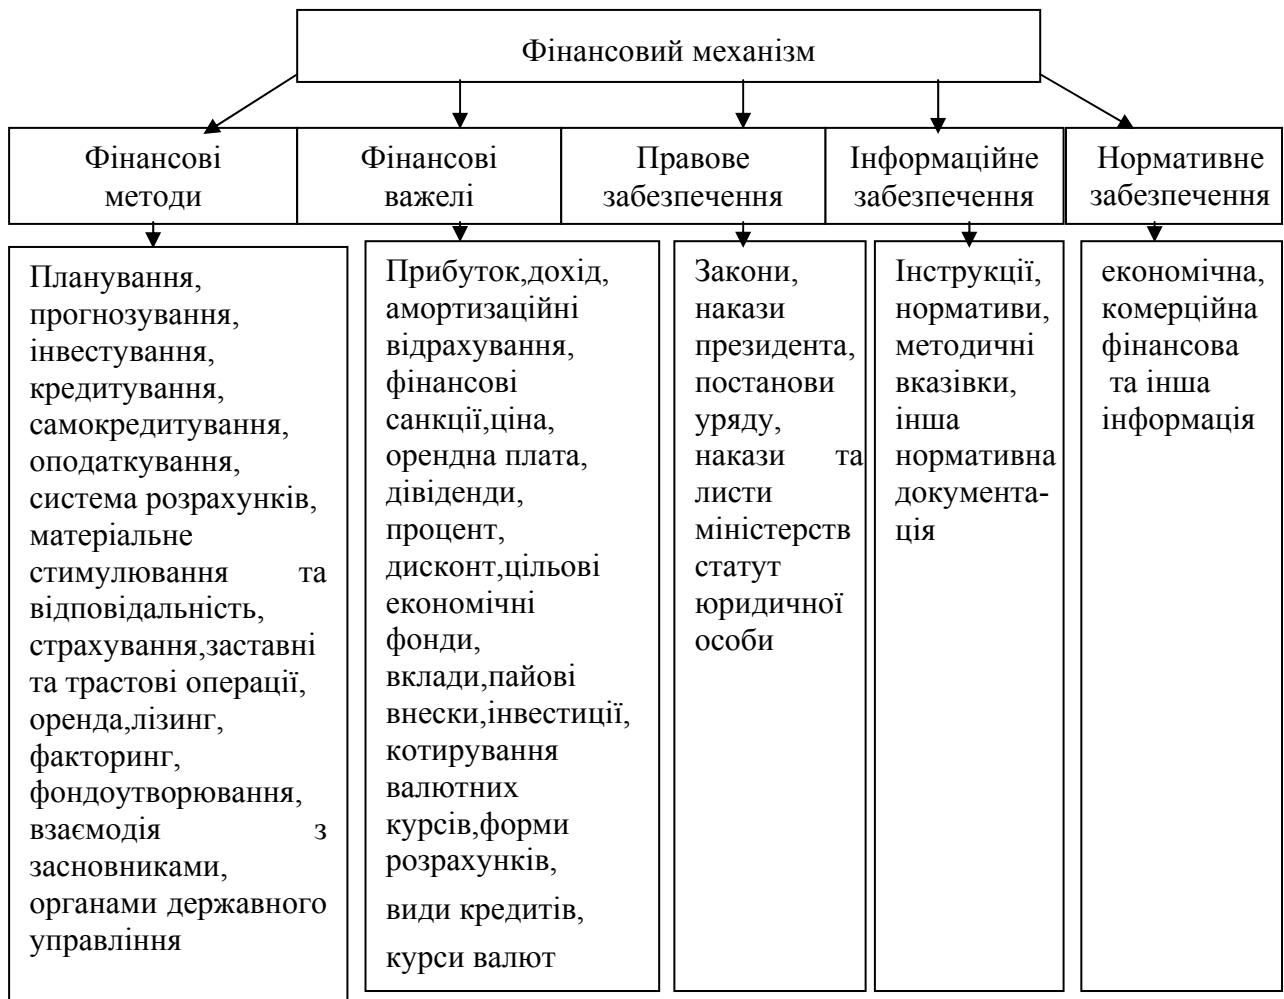 Фінансовий механізм
Фінансові
методи
Фінансові
важелі
Правове
забезпечення
Інформаційне
забезпечення
Нормативне
забезпечення
Планування,
прогнозування,
інвестування,
кредитування,
самокредитування,
оподаткування,
система розрахунків,
матеріальне
стимулювання та
відповідальність,
страхування,заставні
та трастові операції,
оренда,лізинг,
факторинг,
фондоутворювання,
взаємодія з
засновниками,
органами державного
управління
Прибуток,дохід,
амортизаційні
відрахування,
фінансові
санкції,ціна,
орендна плата,
дівіденди,
процент,
дисконт,цільові
економічні
фонди,
вклади,пайові
внески,інвестиції,
котирування
валютних
курсів,форми
розрахунків,
види кредитів,
курси валют
Закони,
накази
президента,
постанови
уряду,
накази та
листи
міністерств
статут
юридичної
особи
Інструкції,
нормативи,
методичні
вказівки,
інша
нормативна
документа-
ція
економічна,
комерційна
фінансова
та інша
інформація